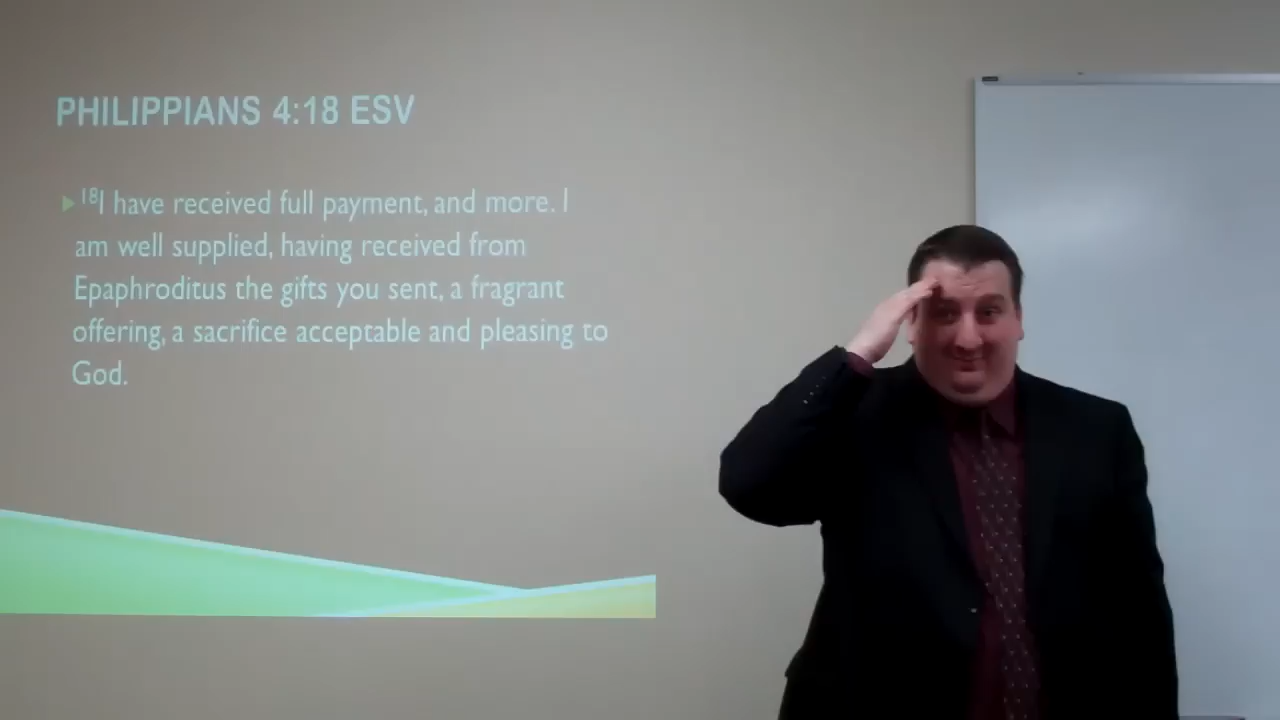 PHILIPPIANS 4:18 ESV
¹⁸I have received full payment, and more. I
am well supplied, having received from
Epaphroditus the gifts you sent, a fragrant
offering, a sacrifice acceptable and pleasing to
God.